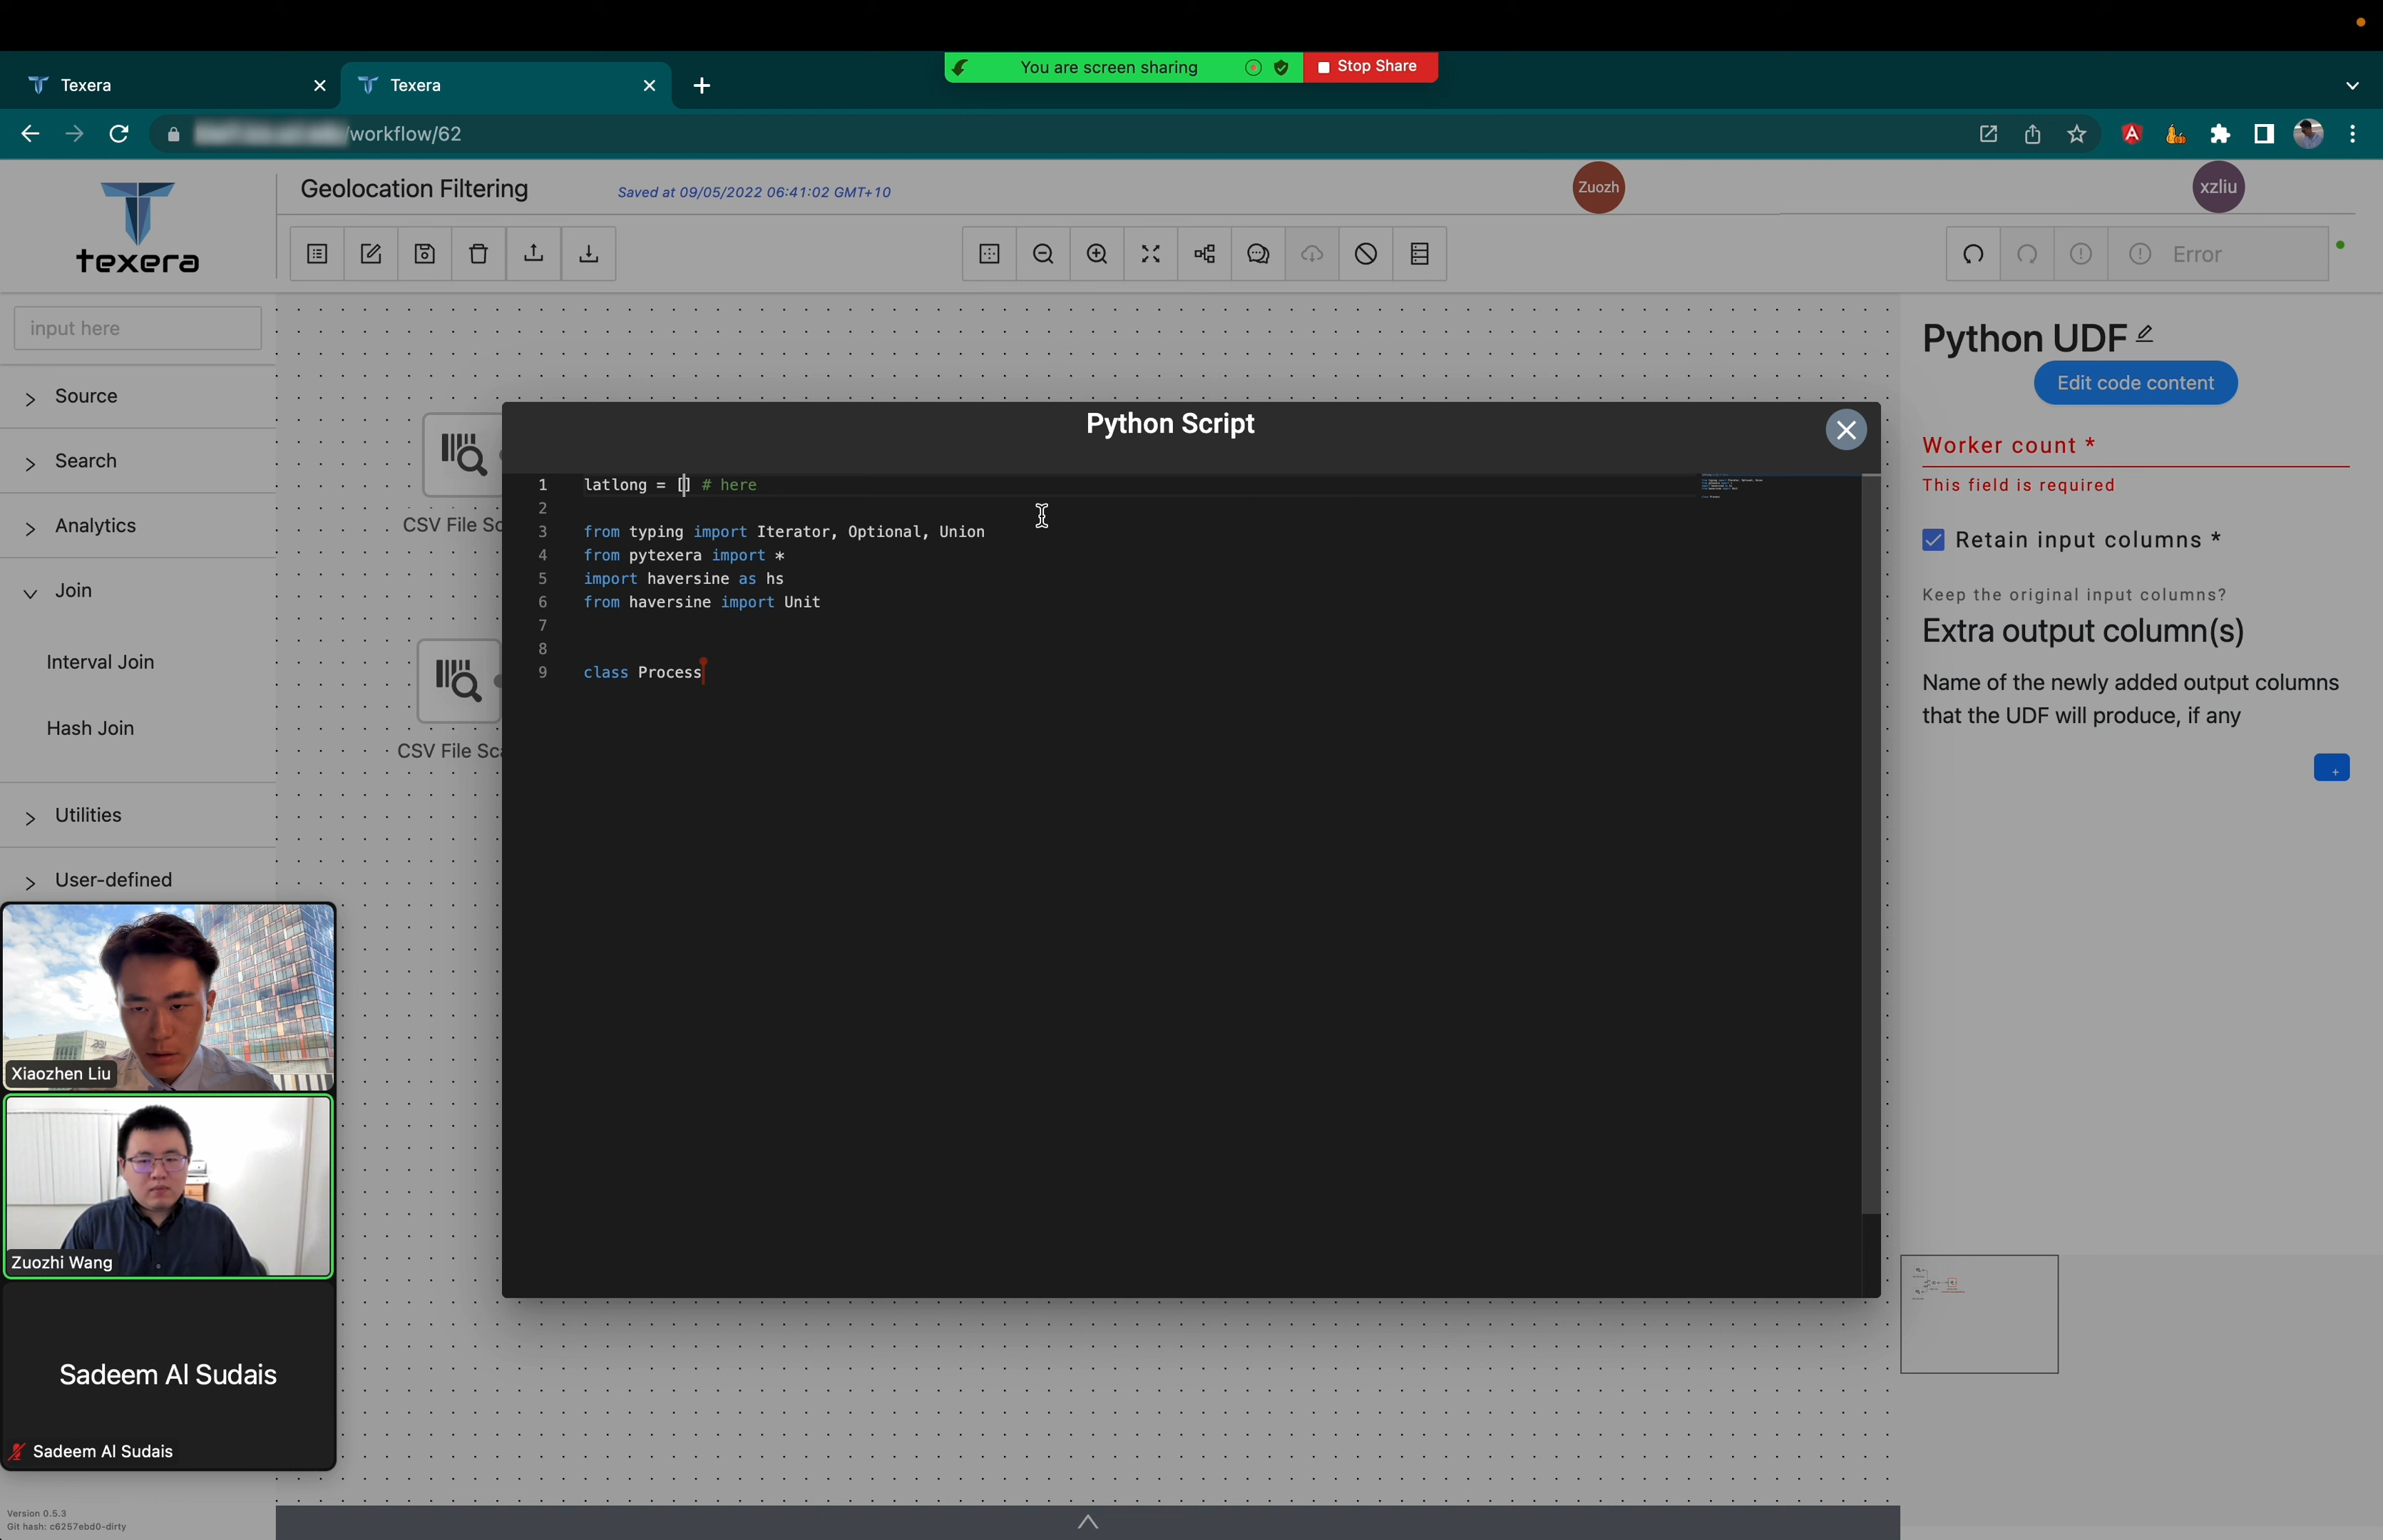 You are screen sharing
Stop Share
Texera
Texera
/workflow/62
texera
Geolocation Filtering
Saved at 09/05/2022 06:41:02 GMT+10
Zuozh
xzliu
Error
input here
Source
Search
Analytics
Join
Interval Join
Hash Join
Utilities
User-defined
CSV File Sc
CSV File Sca
Python Script
1 latlong = [] # here
2
3 from typing import Iterator, Optional, Union
4 from pytexera import *
5 import haversine as hs
6 from haversine import Unit
7
8
9 class Process
Python UDF
Edit code content
Worker count *
This field is required
Retain input columns *
Keep the original input columns?
Extra output column(s)
Name of the newly added output columns
that the UDF will produce, if any
+
Xiaozhen Liu
Zuozhi Wang
Sadeem Al Sudais
Sadeem Al Sudais
Version 0.5.3
Git hash: c6257ebd0-dirty